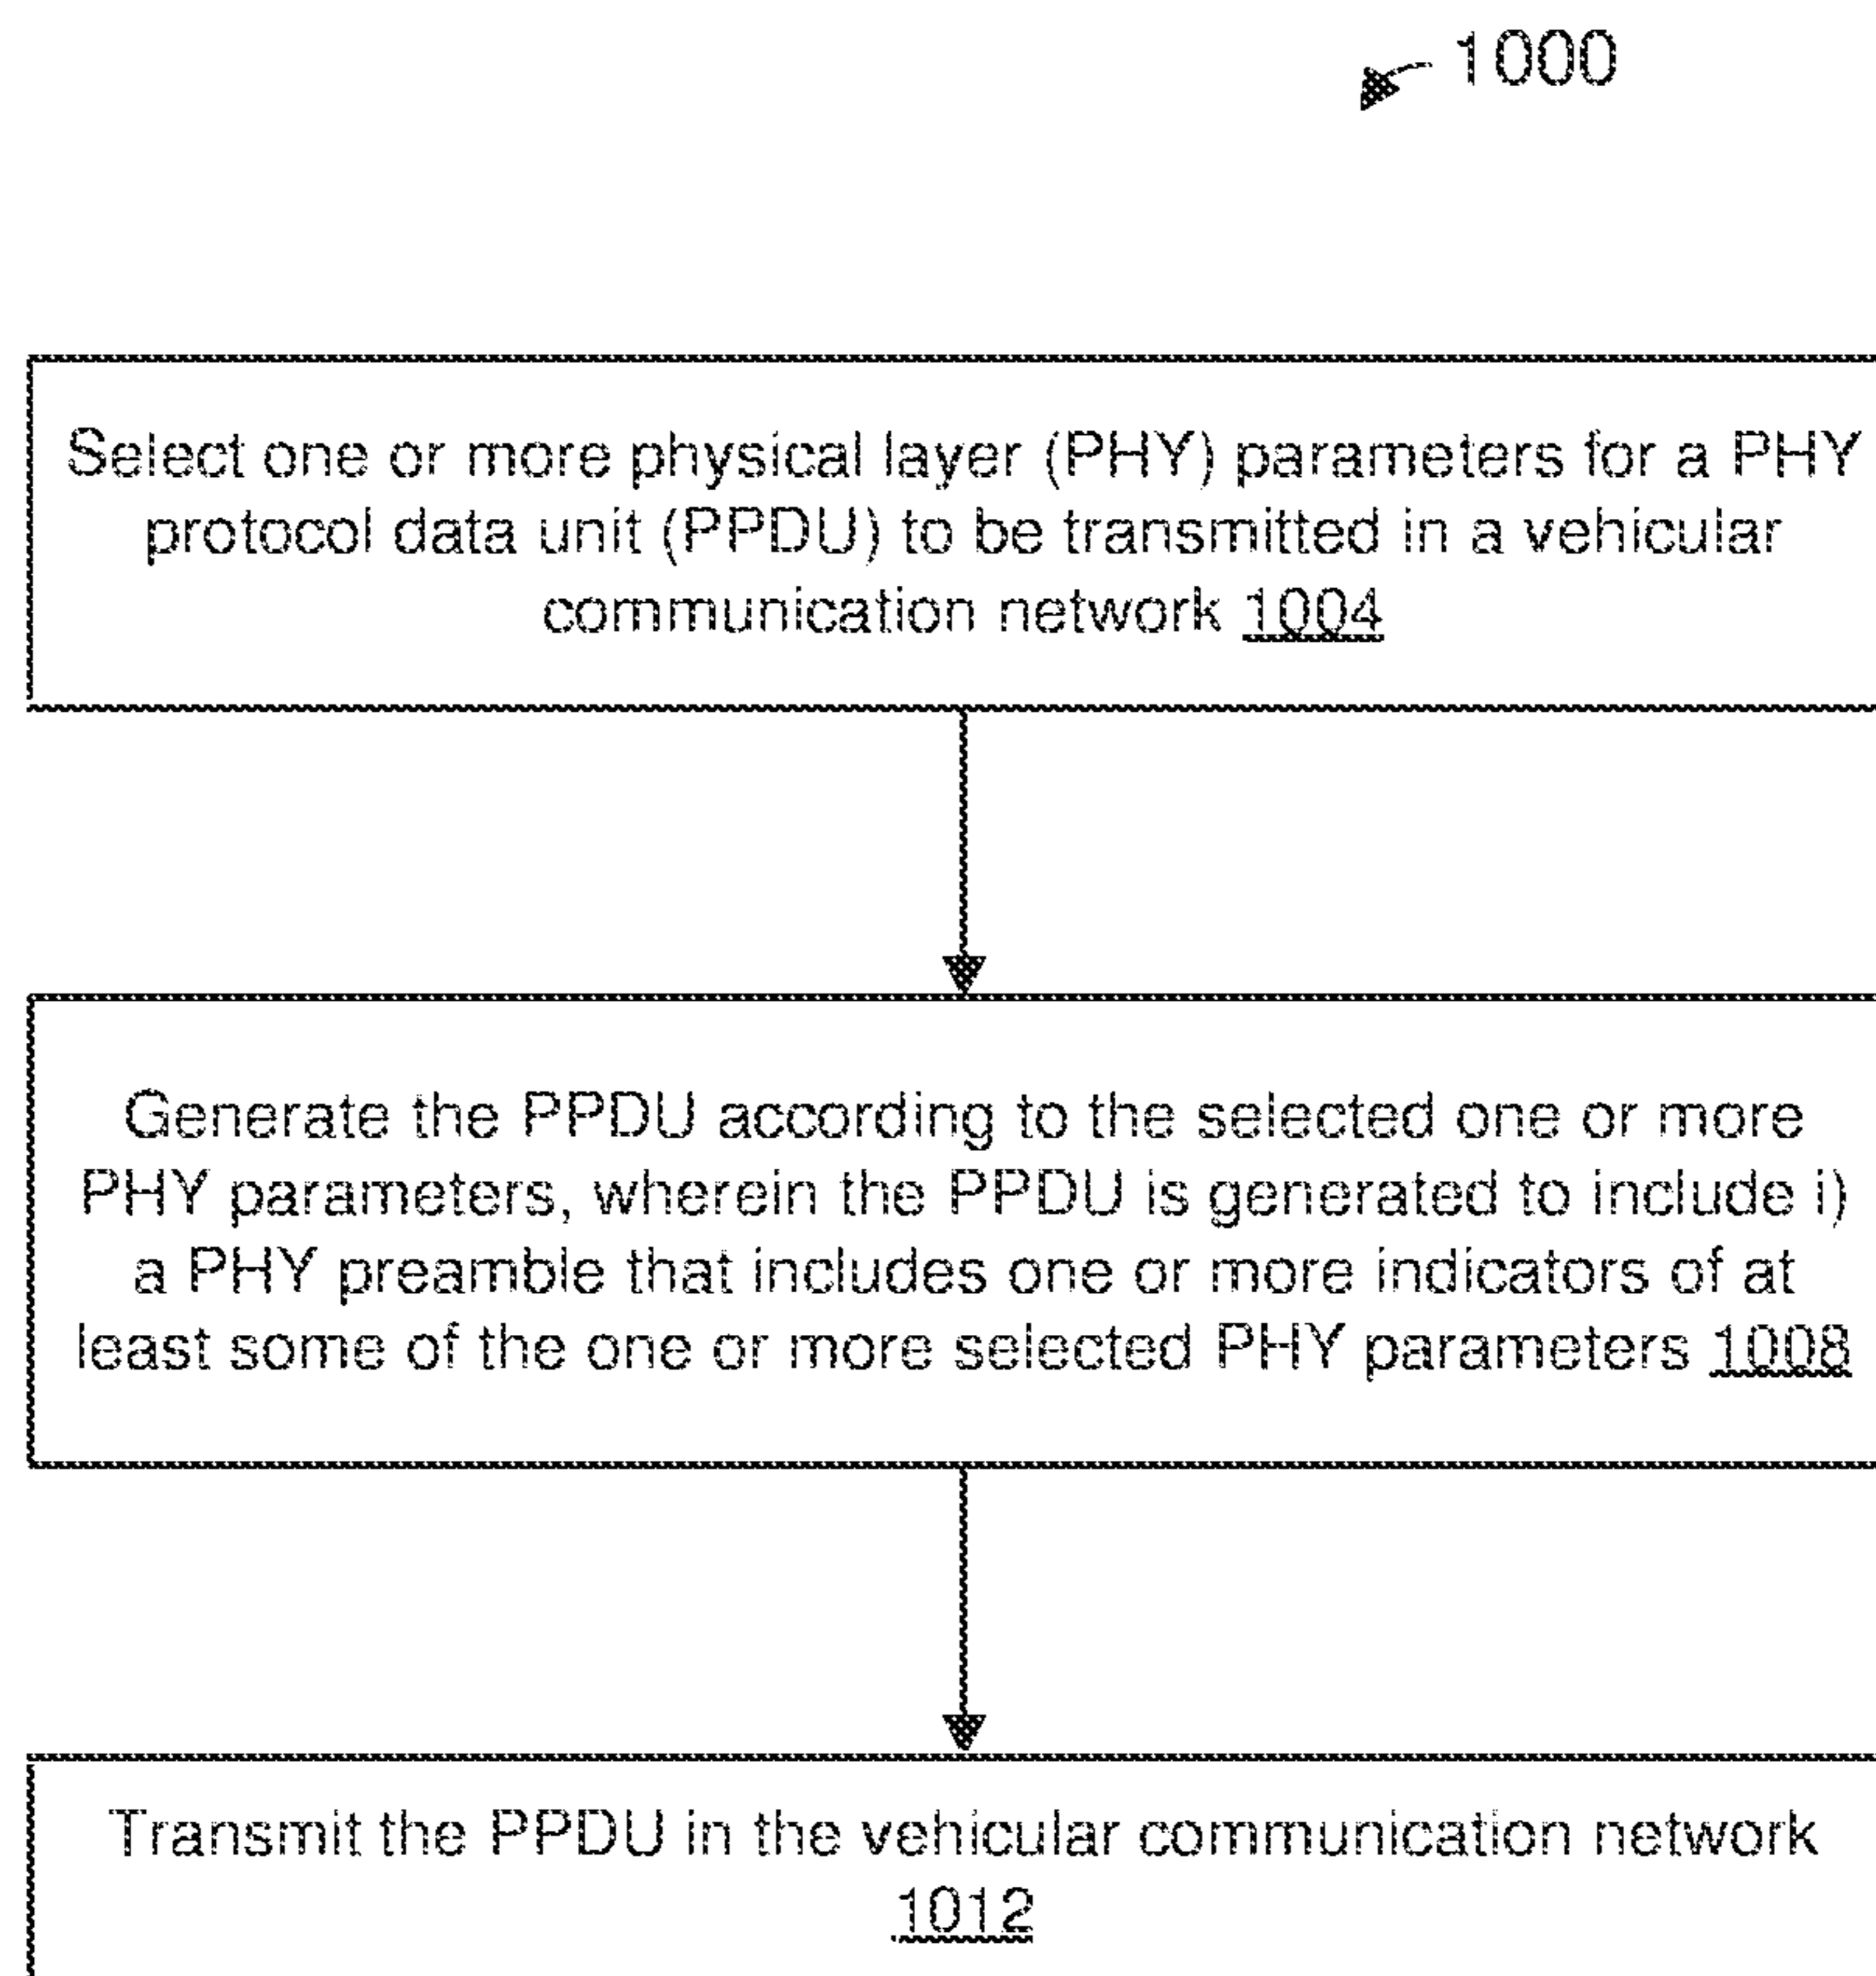 1000
Select one or more physical layer (PHY) parameters for a PHY
protocol data unit (PPDU) to be transmitted in a vehicular
communication network 1004
Generate the PPDU according to the selected one or more
PHY parameters, wherein the PPDU is generated to include i)
a PHY preamble that includes one or more indicators of at
least some of the one or more selected PHY parameters 1008
Transmit the PPDU in the vehicular communication network
1012